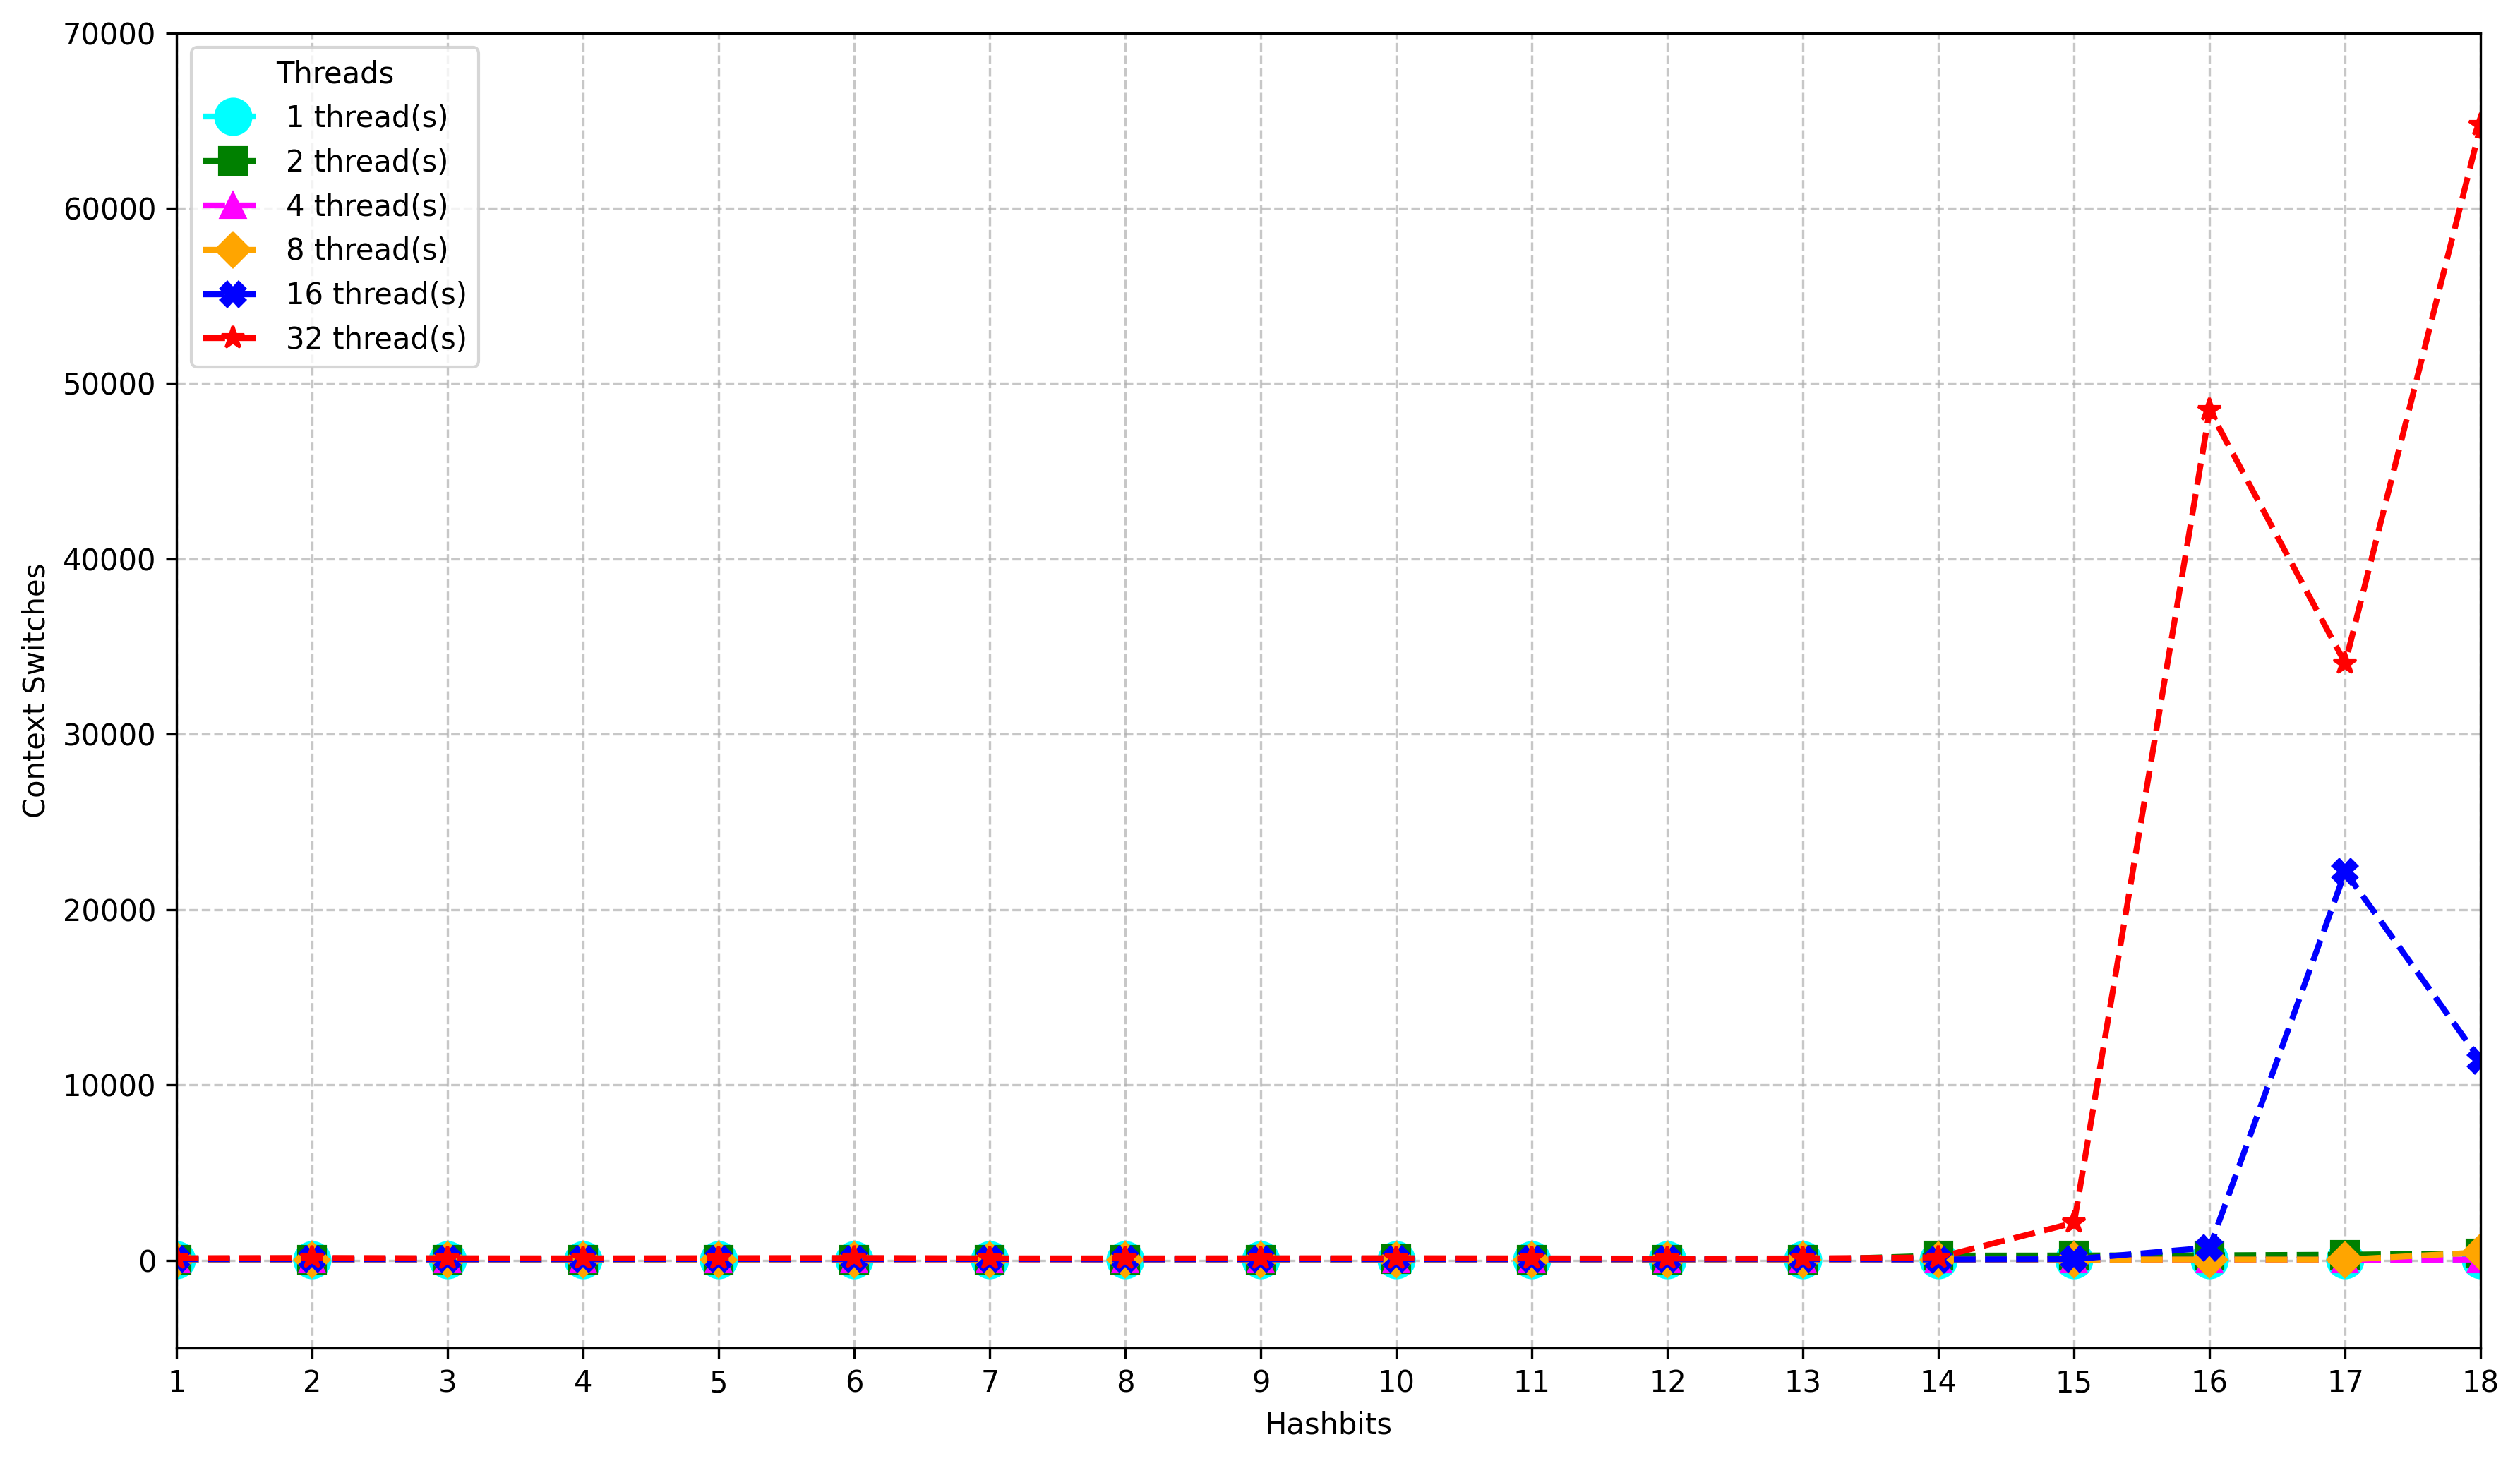 70000
60000
50000
40000
30000
20000
10000
0
Context Switches
Threads
1 thread(s)
2 thread(s)
4 thread(s)
8 thread(s)
16 thread(s)
32 thread(s)
1 2 3 4 5 6 7 8 9 10 11 12 13 14 15 16 17 18
Hashbits